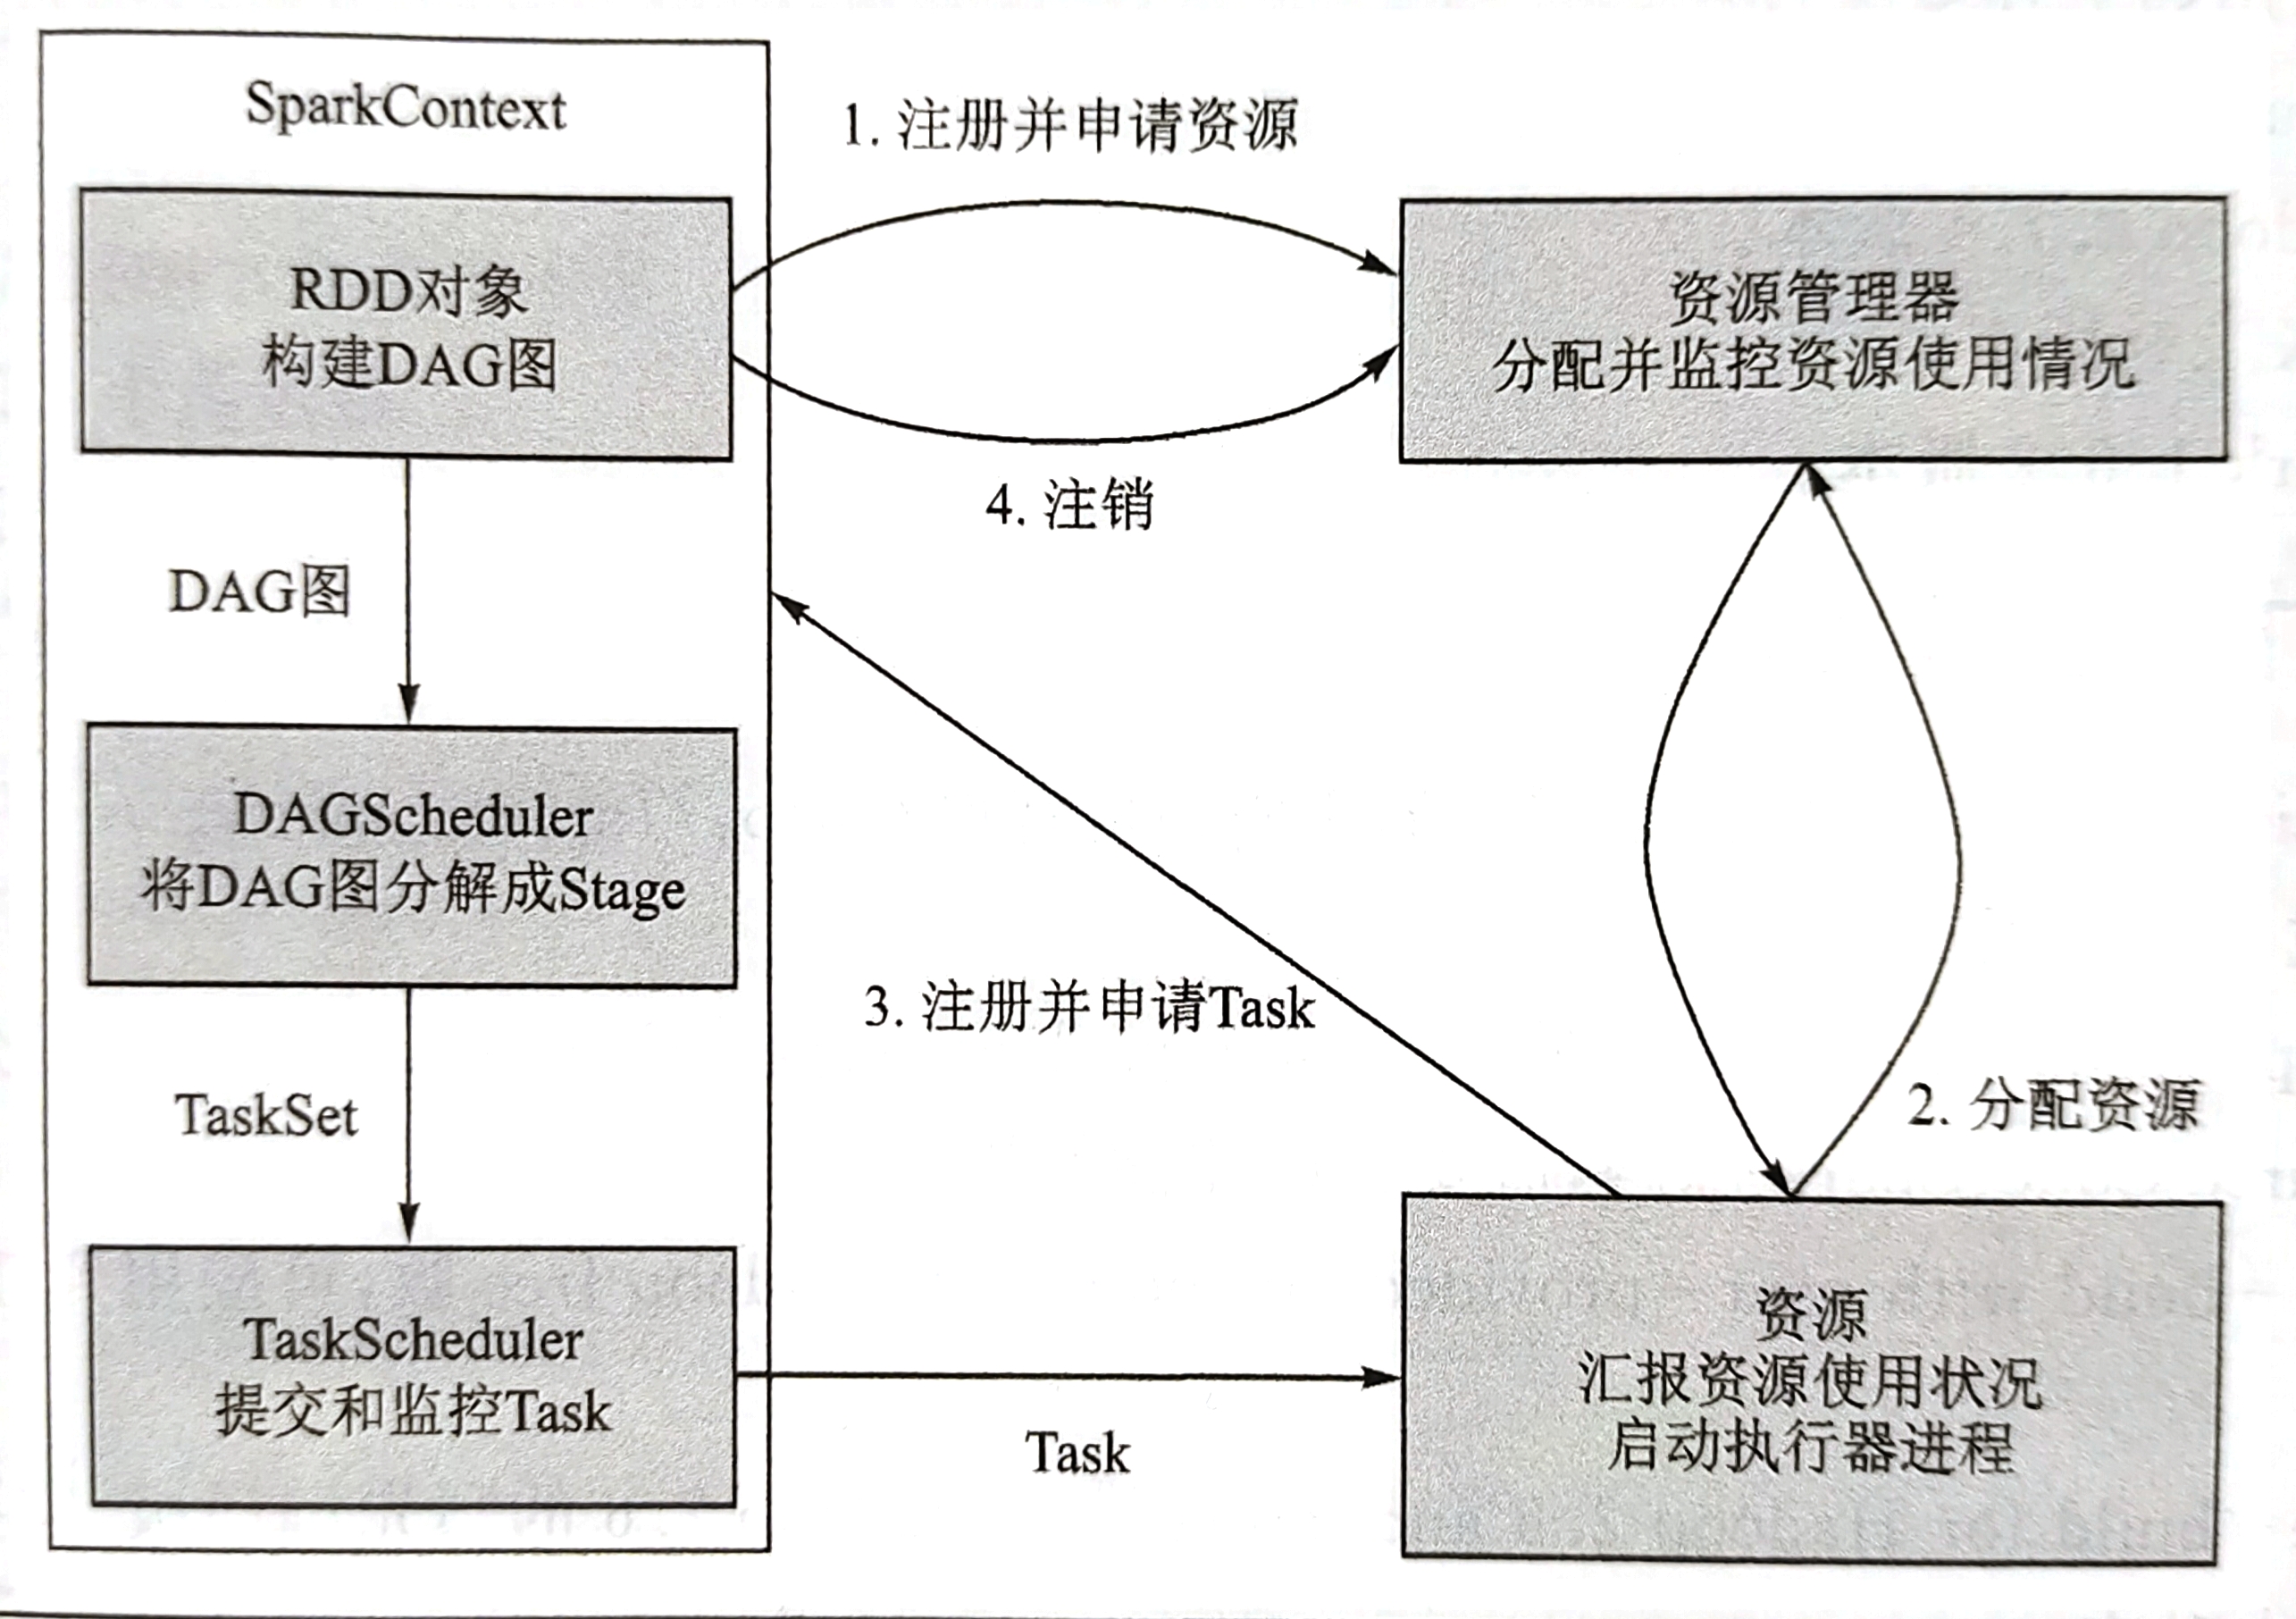 SparkContext
1. 注册并申请资源
RDD对象
构建DAG图
资源管理器
分配并监控资源使用情况
4. 注销
DAG图
DAGScheduler
将DAG图分解成Stage
3. 注册并申请Task
TaskSet
2. 分配资源
TaskScheduler
提交和监控Task
Task
资源
汇报资源使用状况
启动执行器进程